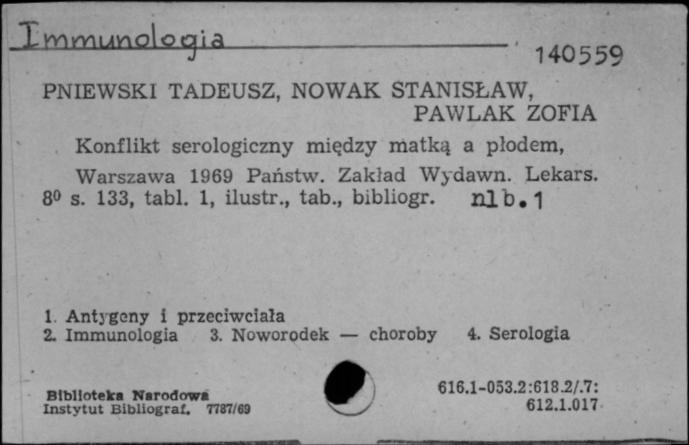 Immunologia
140559
PNIEWSKI TADEUSZ, NOWAK STANISŁAW,
PAWLAK ZOFIA
Konflikt serologiczny między matką a płodem,
Warszawa 1969 Państw. Zakład Wydawn. Lekars.
8⁰ s. 133, tabl. 1, ilustr., tab., bibliogr. nlb. 1
1. Antygeny i przeciwciała
2. Immunologia 3. Noworodek — choroby 4. Serologia
Biblioteka Narodowa
Instytut Bibliograf. 7787/69
616.1-053.2:618.2/.7:
612.1.017